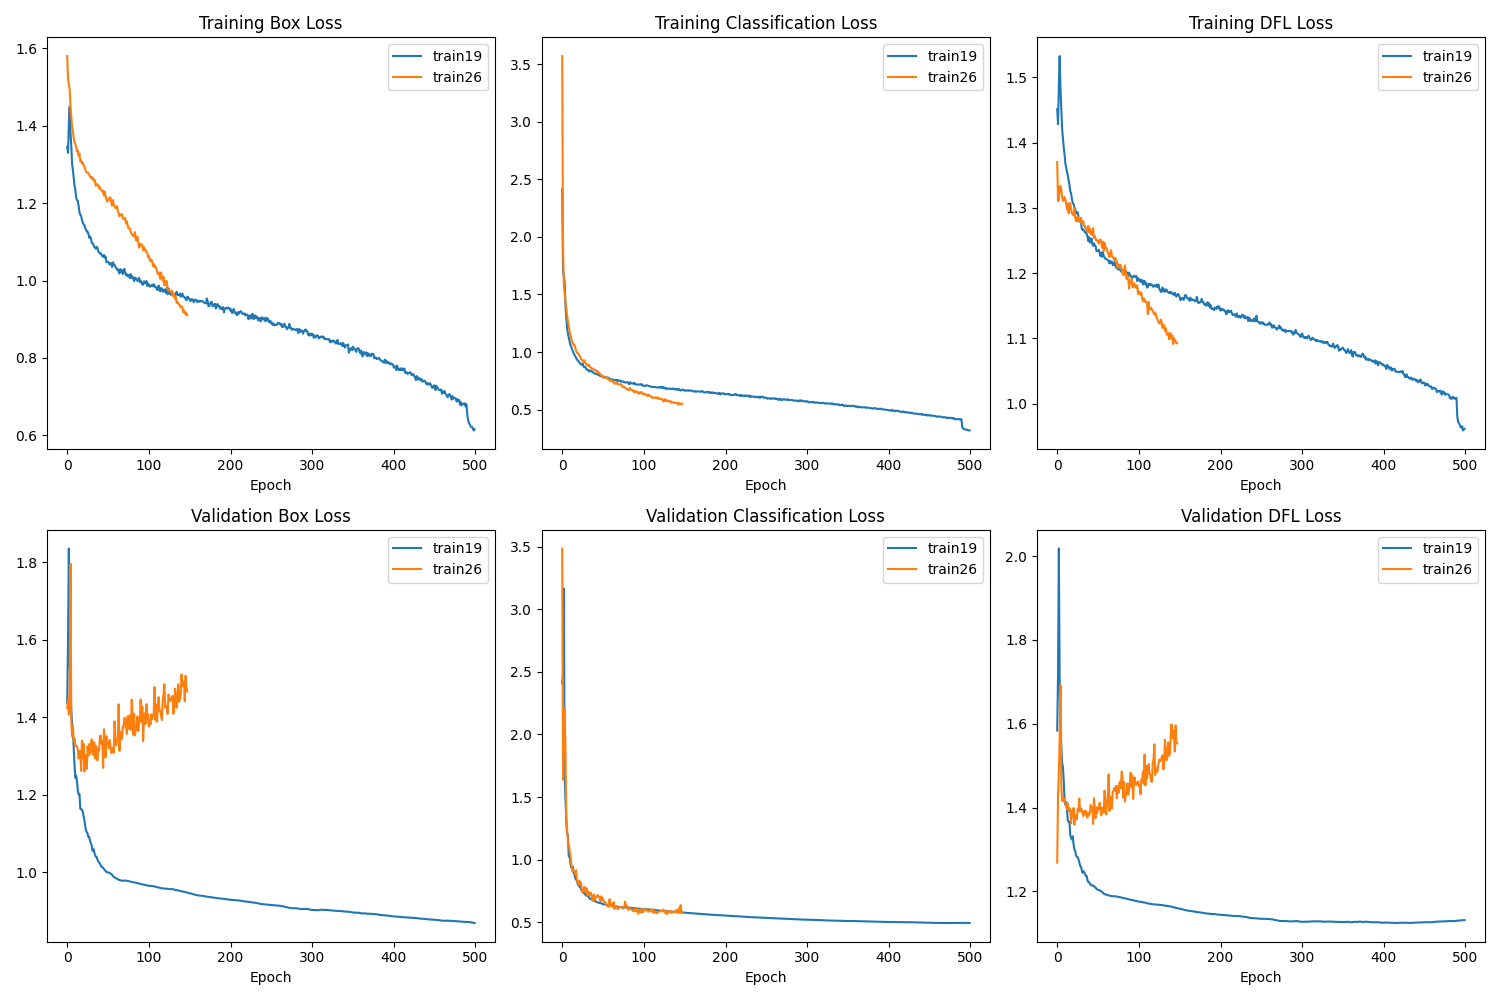 Training Box Loss
train19
train26
1.6
1.4
1.2
1.0
0.8
0.6
0 100 200 300 400 500
Epoch
Training Classification Loss
train19
train26
3.5
3.0
2.5
2.0
1.5
1.0
0.5
0 100 200 300 400 500
Epoch
Training DFL Loss
train19
train26
1.5
1.4
1.3
1.2
1.1
1.0
0 100 200 300 400 500
Epoch
Validation Box Loss
train19
train26
1.8
1.6
1.4
1.2
1.0
0 100 200 300 400 500
Epoch
Validation Classification Loss
train19
train26
3.5
3.0
2.5
2.0
1.5
1.0
0.5
0 100 200 300 400 500
Epoch
Validation DFL Loss
train19
train26
2.0
1.8
1.6
1.4
1.2
0 100 200 300 400 500
Epoch